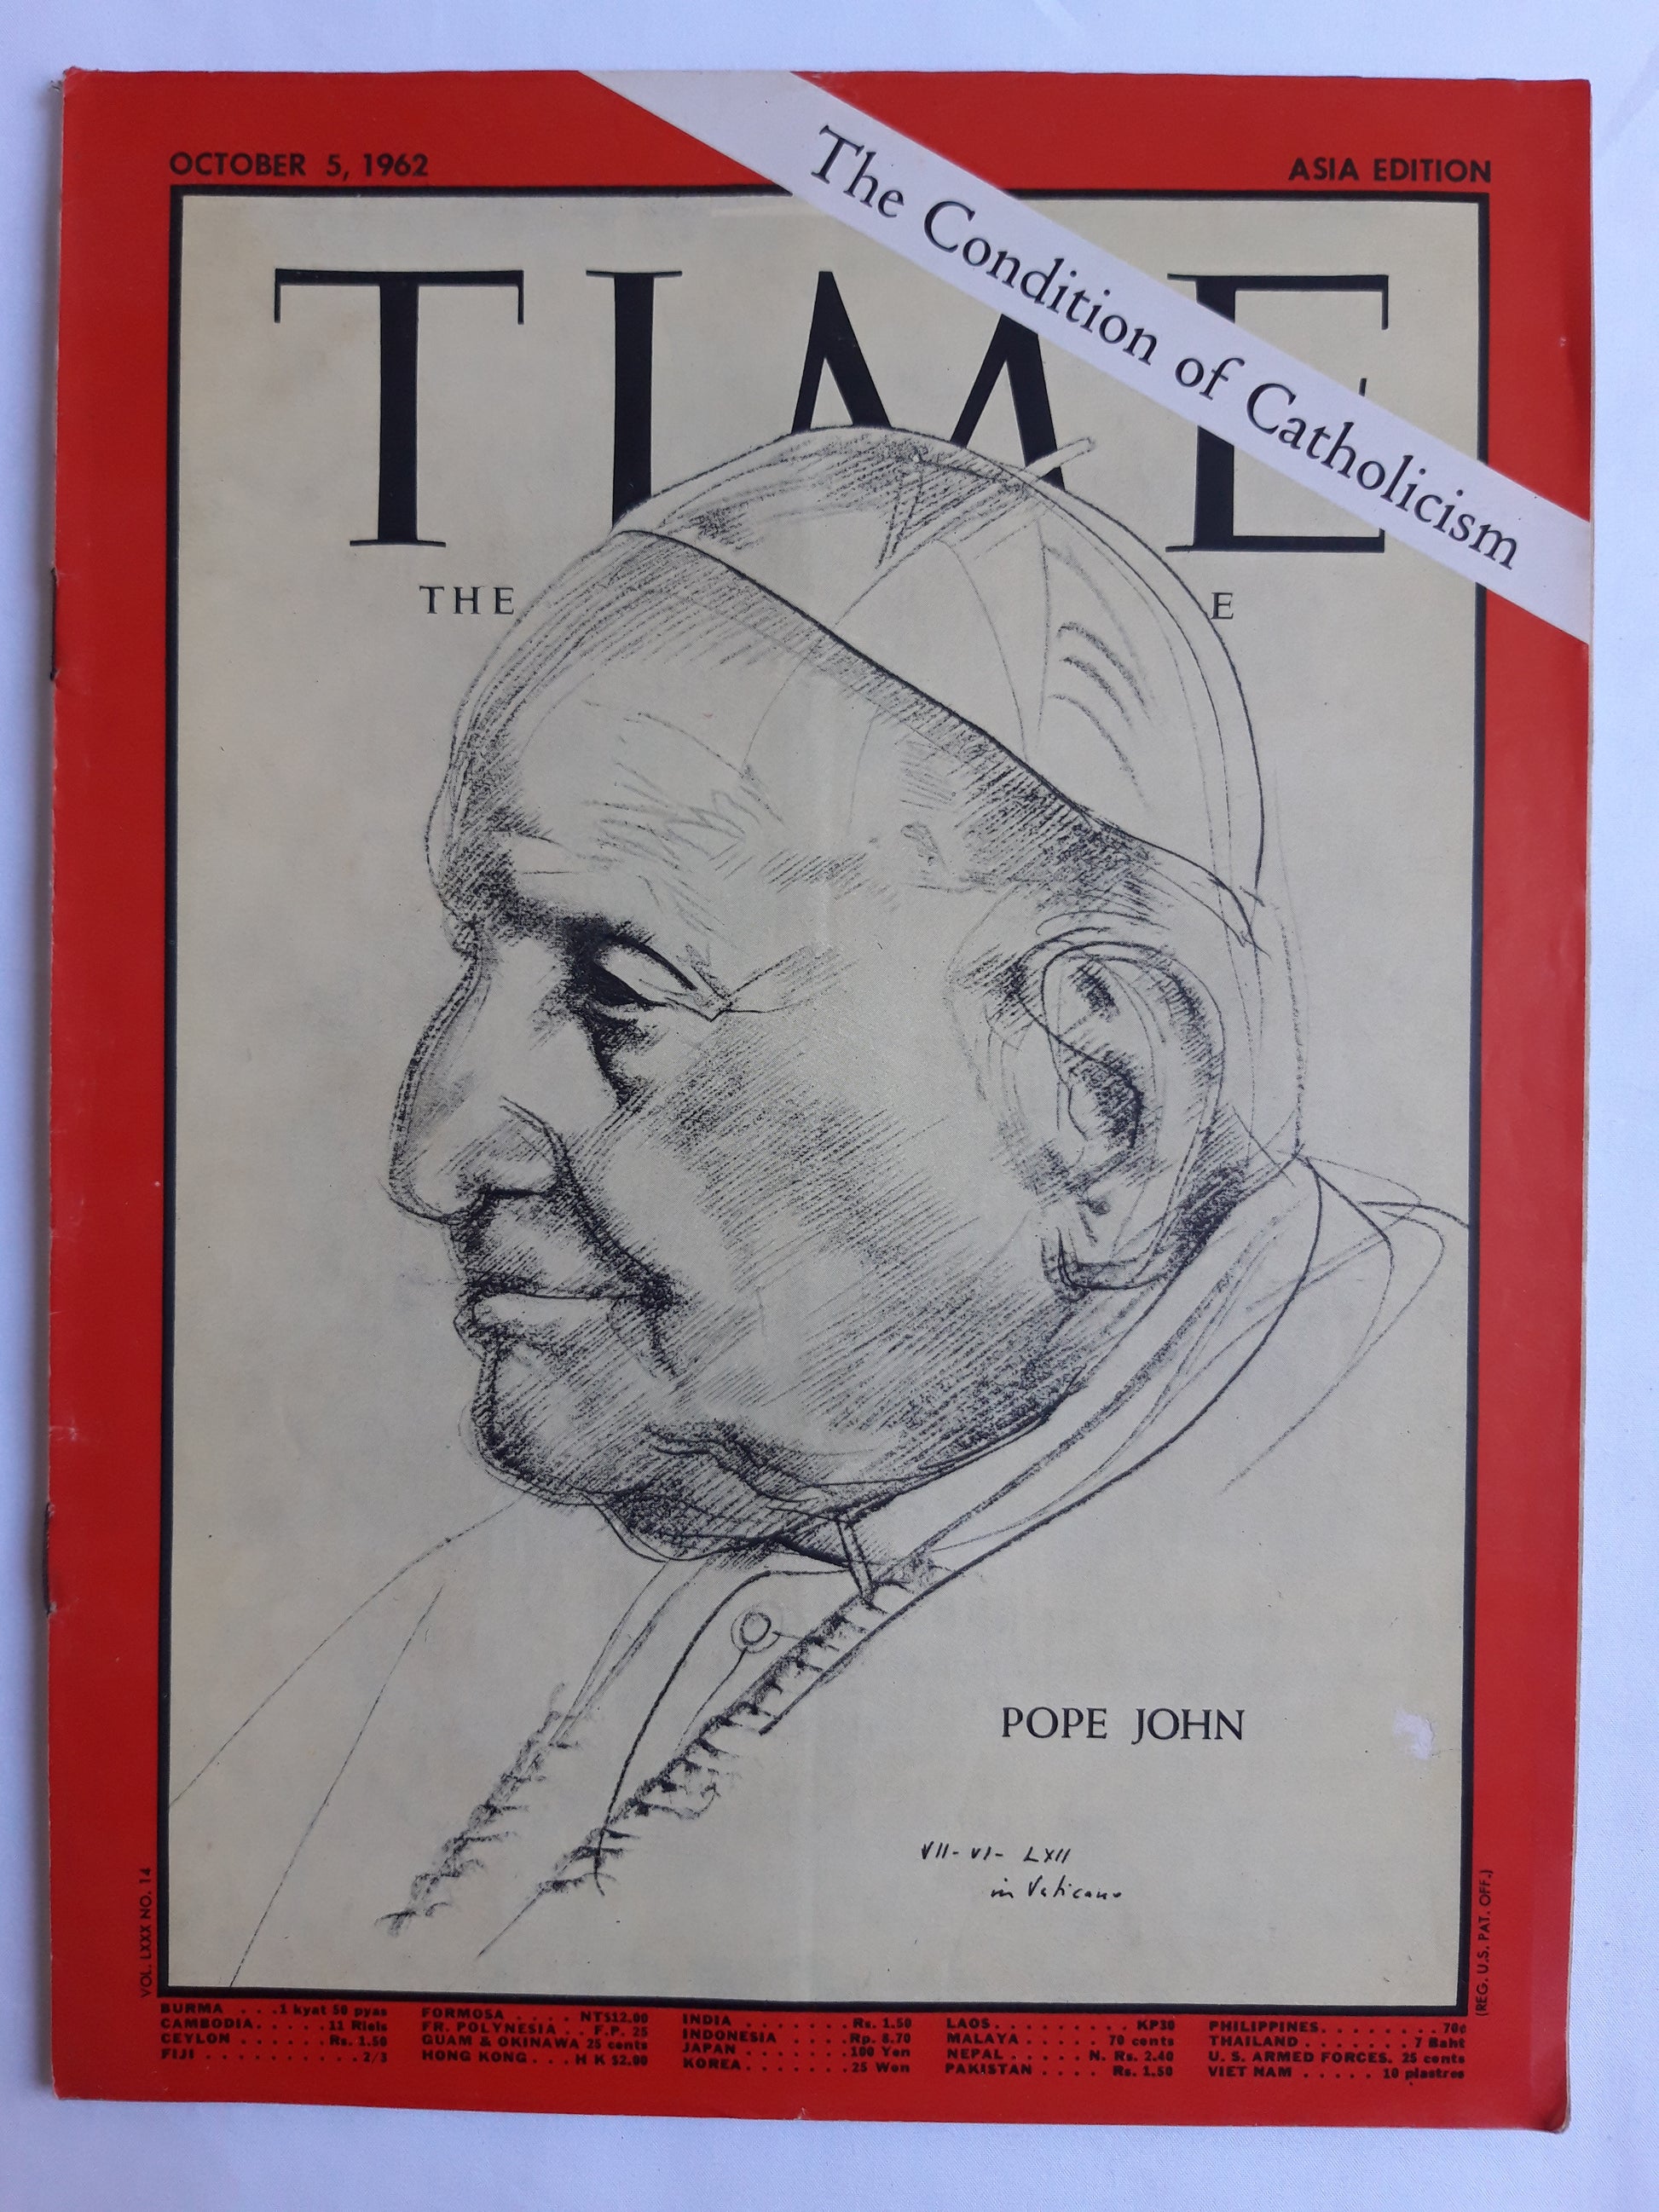 The Condition of Catholicism
OCTOBER 5, 1962
ASIA EDITION
TIME
THE E
POPE JOHN
VII-VI-LXII
in Vaticano
VOL. LXXX NO. 14
(REG. U.S. PAT. OFF.)
BURMA . . .1 kyat 50 pyas
CAMBODIA. . . . . 11 Riels
CEYLON . . . . . . Rs. 1.50
FIJI . . . . . . . . . . 2/3
FORMOSA . . . . NT$12.00
FR. POLYNESIA . . F.P. 25
GUAM & OKINAWA 25 cents
HONG KONG. . . H K $2.00
INDIA . . . . . . . Rs. 1.50
INDONESIA . . . . Rp. 8.70
JAPAN . . . . . . . 100 Yen
KOREA. . . . . . . 25 Won
LAOS. . . . . . . . . KP30
MALAYA . . . . . . 70 cents
NEPAL . . . . . N. Rs. 2.40
PAKISTAN . . . . Rs. 1.50
PHILIPPINES. . . . . . . . 70¢
THAILAND . . . . . . . 7 Baht
U. S. ARMED FORCES. 25 cents
VIET NAM . . . . . 10 piastres